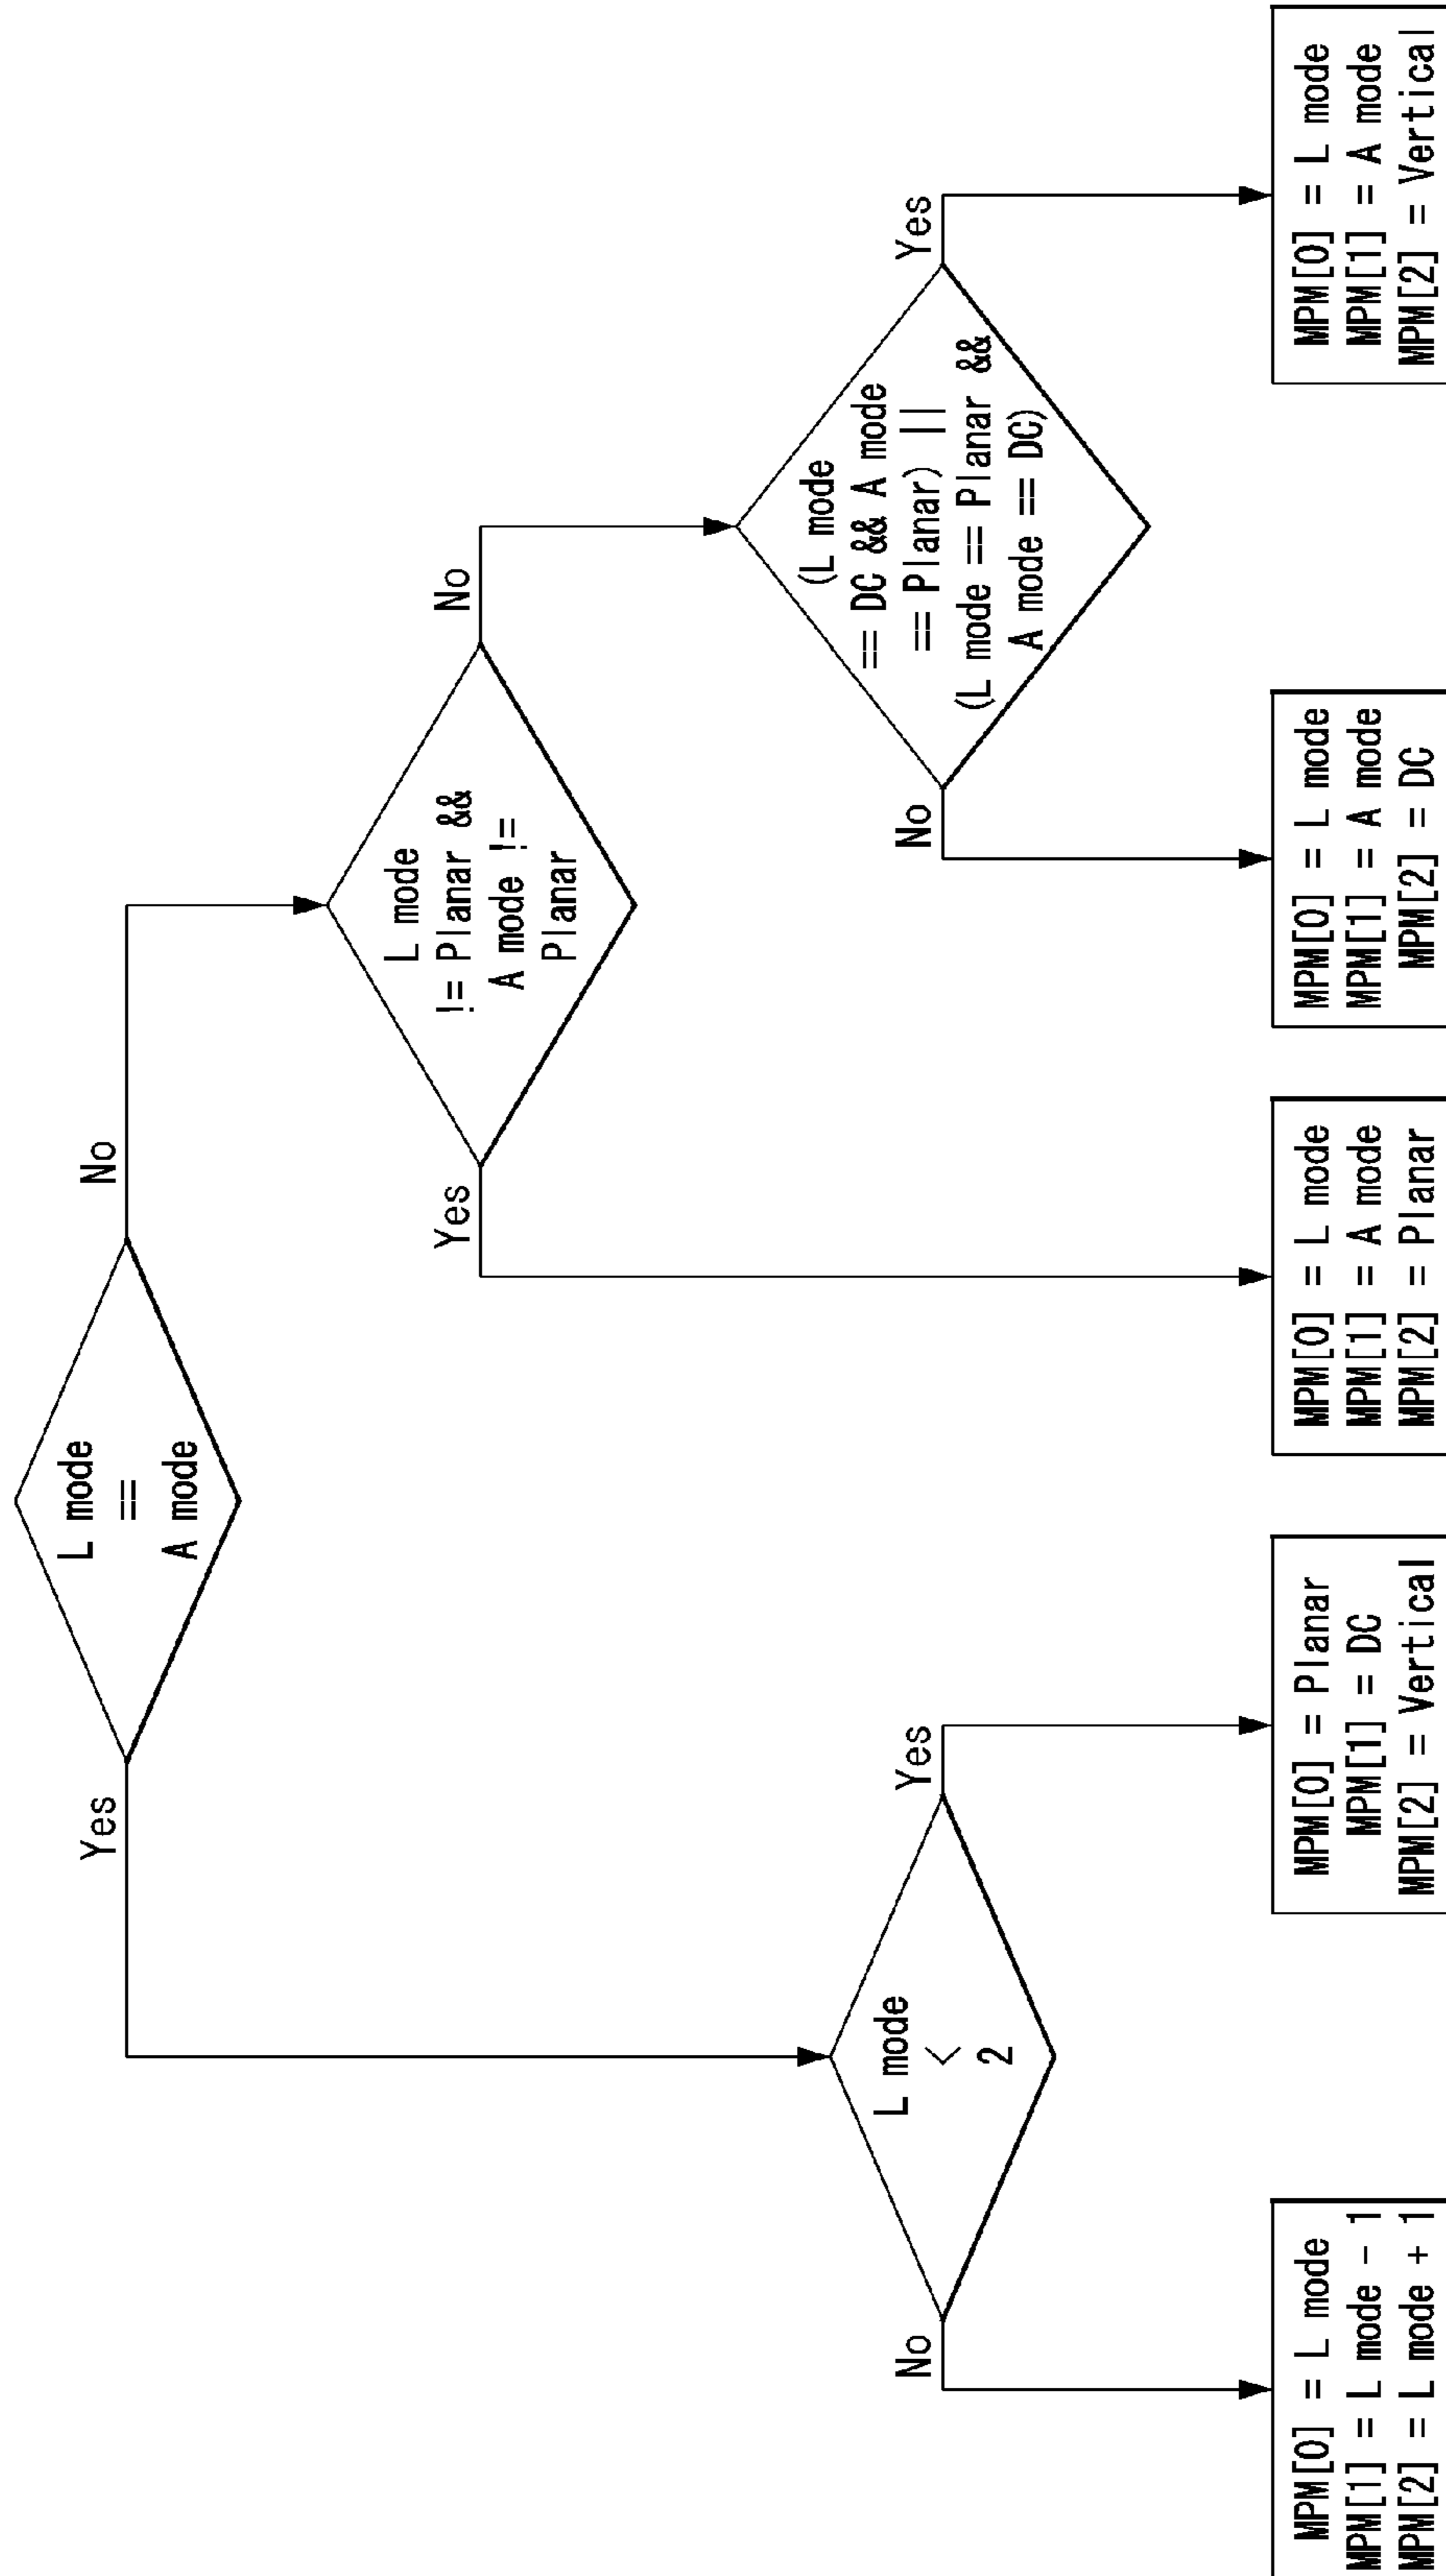 L mode
==
A mode
Yes
No
L mode
!= Planar &&
A mode !=
Planar
Yes
No
L mode
<
2
No
Yes
(L mode
== DC && A mode
== Planar) ||
(L mode == Planar &&
A mode == DC)
No
Yes
MPM[0] = L mode
MPM[1] = L mode - 1
MPM[2] = L mode + 1
MPM[0] = Planar
MPM[1] = DC
MPM[2] = Vertical
MPM[0] = L mode
MPM[1] = A mode
MPM[2] = Planar
MPM[0] = L mode
MPM[1] = A mode
MPM[2] = DC
MPM[0] = L mode
MPM[1] = A mode
MPM[2] = Vertical